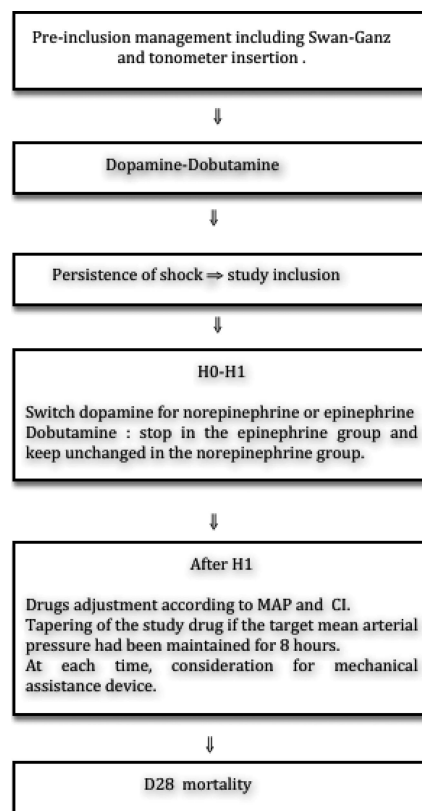 Pre-inclusion management including Swan-Ganz
and tonometer insertion .
⇓
Dopamine-Dobutamine
⇓
Persistence of shock ⇒ study inclusion
⇓
H0-H1
Switch dopamine for norepinephrine or epinephrine
Dobutamine : stop in the epinephrine group and
keep unchanged in the norepinephrine group.
⇓
After H1
Drugs adjustment according to MAP and CI.
Tapering of the study drug if the target mean arterial
pressure had been maintained for 8 hours.
At each time, consideration for mechanical
assistance device.
⇓
D28 mortality